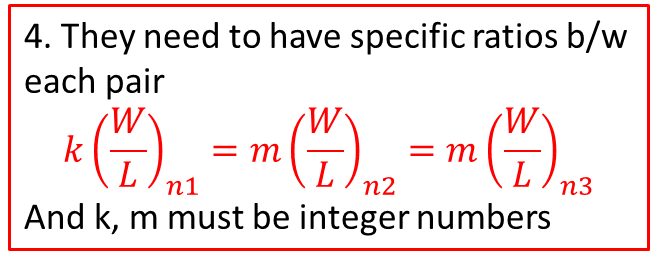 4. They need to have specific ratios b/w
each pair
k(W/L)n1 = m(W/L)n2 = m(W/L)n3
And k, m must be integer numbers